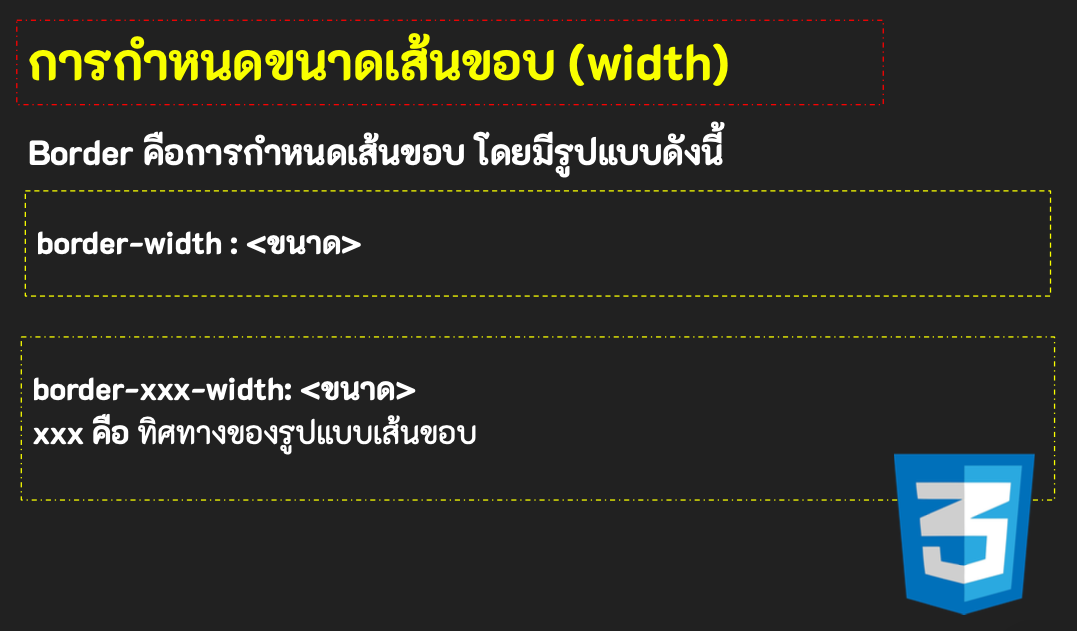 การกำหนดขนาดเส้นขอบ (width)
Border คือการกำหนดเส้นขอบ โดยมีรูปแบบดังนี้
border-width : <ขนาด>
border-xxx-width: <ขนาด>
xxx คือ ทิศทางของรูปแบบเส้นขอบ
3